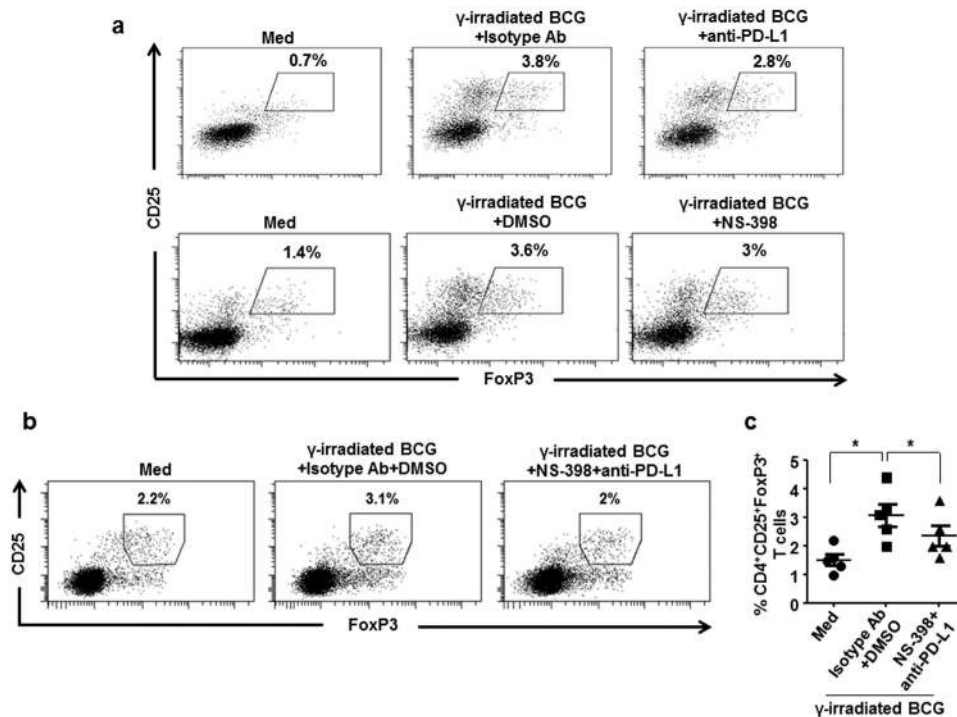 a
Med
γ-irradiated BCG
+Isotype Ab
γ-irradiated BCG
+anti-PD-L1
0.7%
3.8%
2.8%
CD25
Med
γ-irradiated BCG
+DMSO
γ-irradiated BCG
+NS-398
1.4%
3.6%
3%
FoxP3
b
Med
γ-irradiated BCG
+Isotype Ab+DMSO
γ-irradiated BCG
+NS-398+anti-PD-L1
2.2%
3.1%
2%
CD25
FoxP3
c
* *
% CD4+CD25+FoxP3+
T cells
5
4
3
2
1
0
Med
Isotype Ab
+DMSO
NS-398+
anti-PD-L1
γ-irradiated BCG